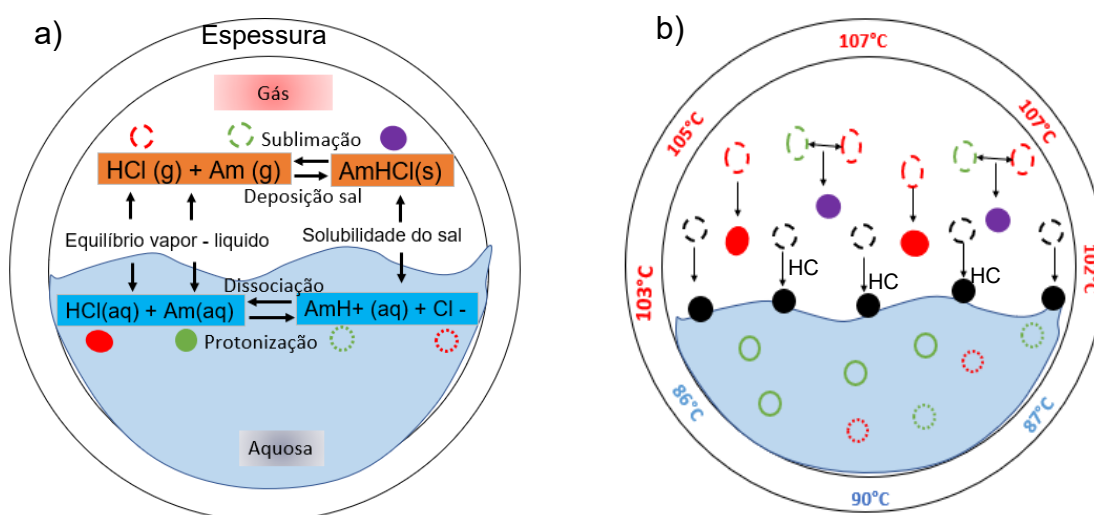 a)
Espessura
Gás
Sublimação
HCl (g) + Am (g)
AmHCl(s)
Deposição sal
Equilíbrio vapor - liquido
Solubilidade do sal
Dissociação
HCl(aq) + Am(aq)
AmH+ (aq) + Cl -
Protonização
Aquosa
b)
107°C
107°C
105°C
102°C
103°C
HC
HC
HC
86°C
87°C
90°C